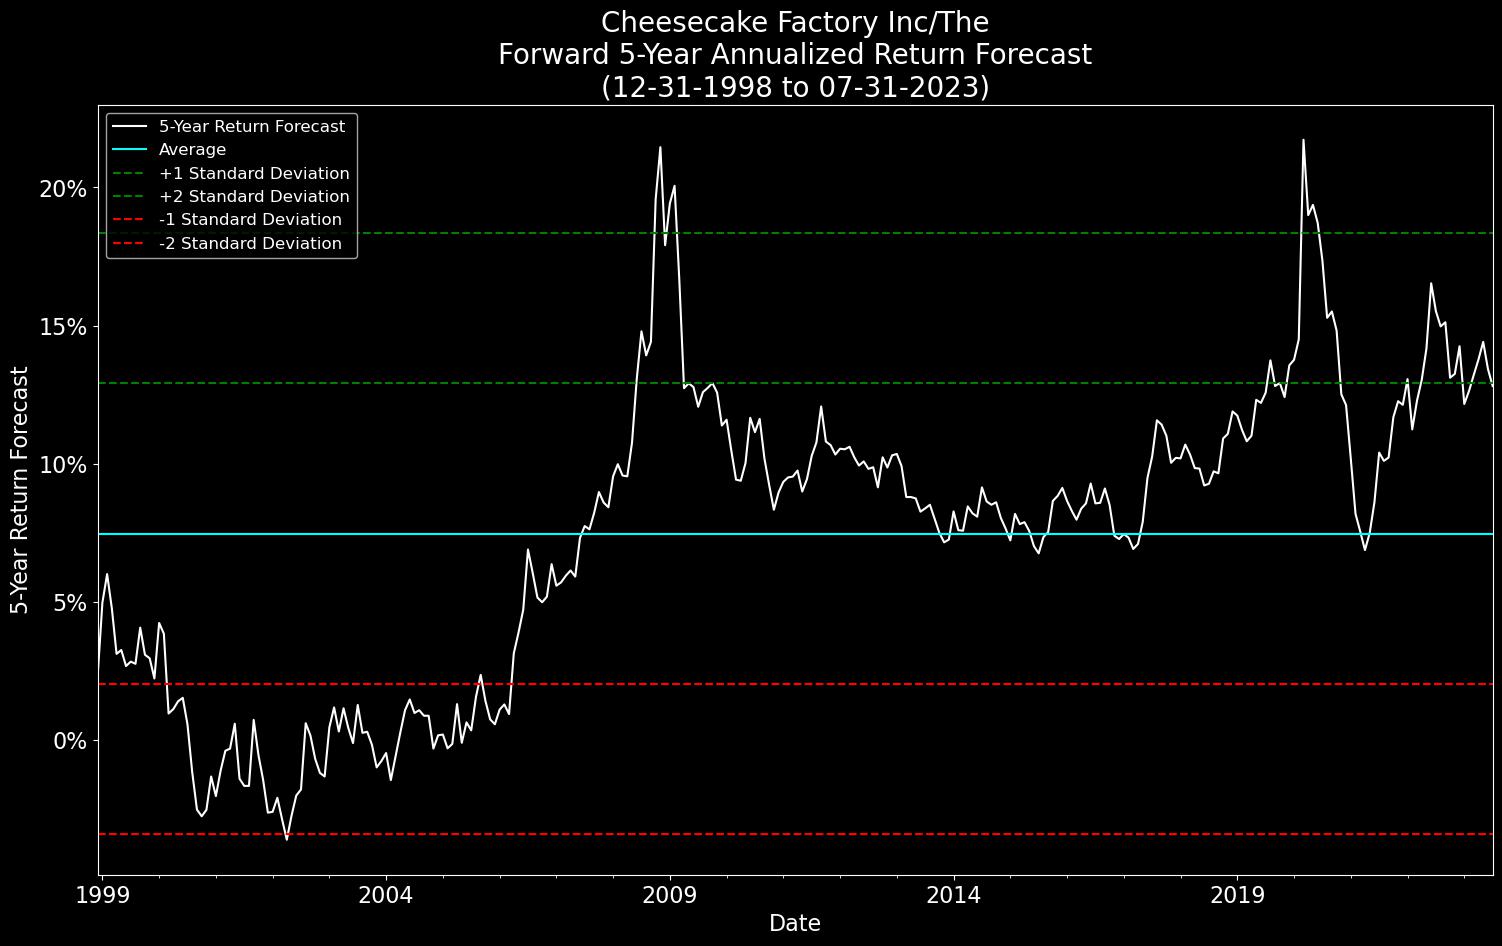 Cheesecake Factory Inc/The
Forward 5-Year Annualized Return Forecast
(12-31-1998 to 07-31-2023)
5-Year Return Forecast
Average
+1 Standard Deviation
+2 Standard Deviation
-1 Standard Deviation
-2 Standard Deviation
20%
15%
10%
5%
0%
5-Year Return Forecast
1999
2004
2009
2014
2019
Date